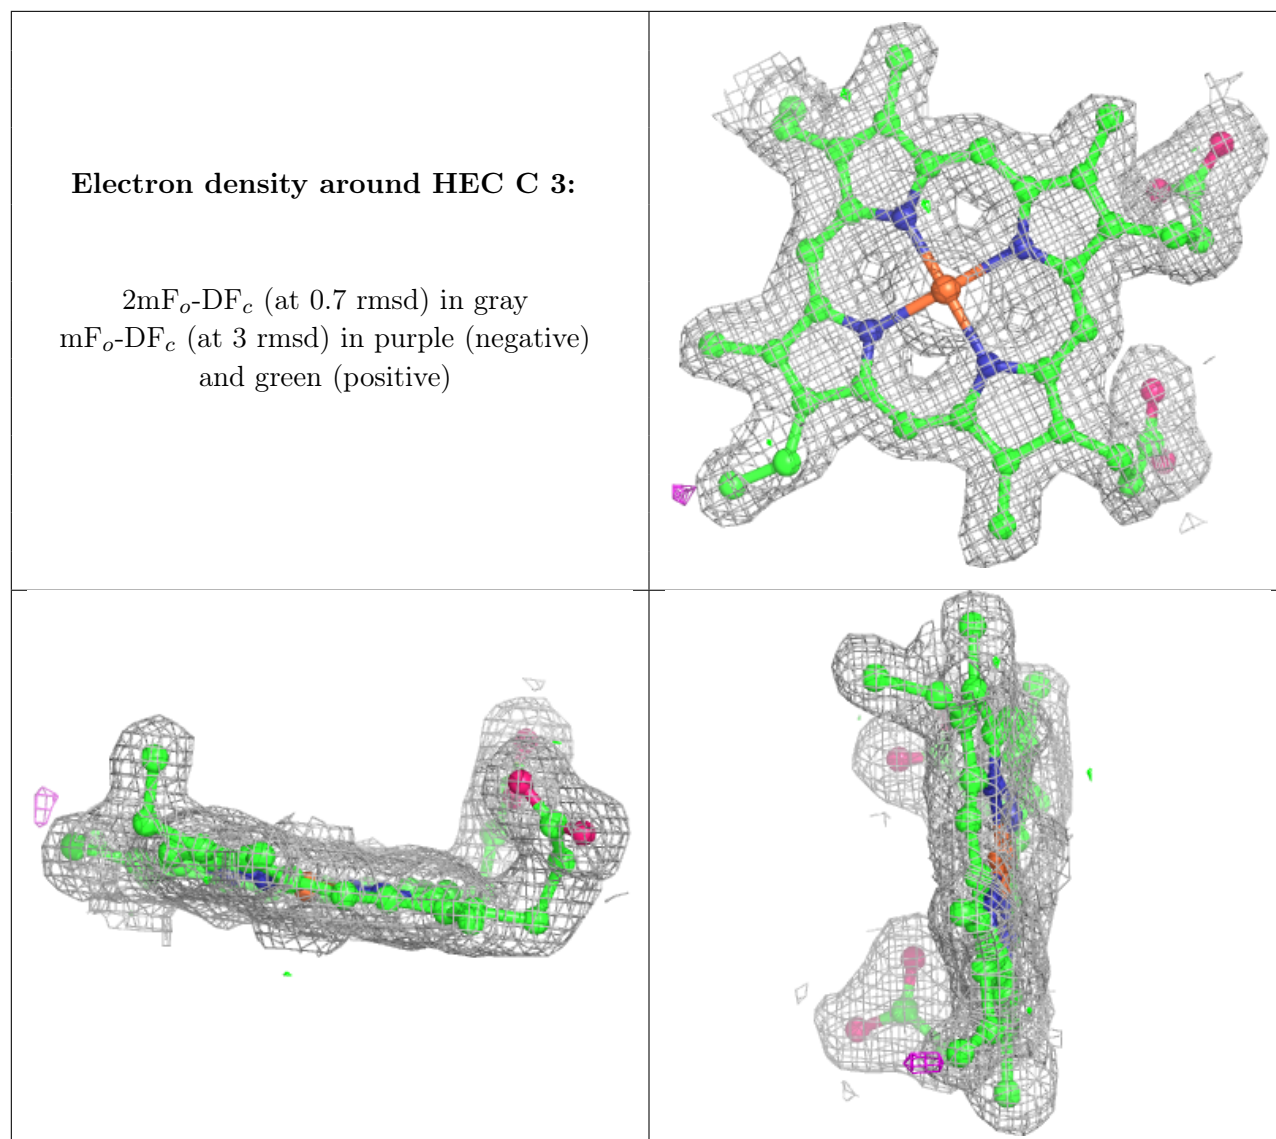 Electron density around HEC C 3:
2mFo-DFc (at 0.7 rmsd) in gray
mFo-DFc (at 3 rmsd) in purple (negative)
and green (positive)